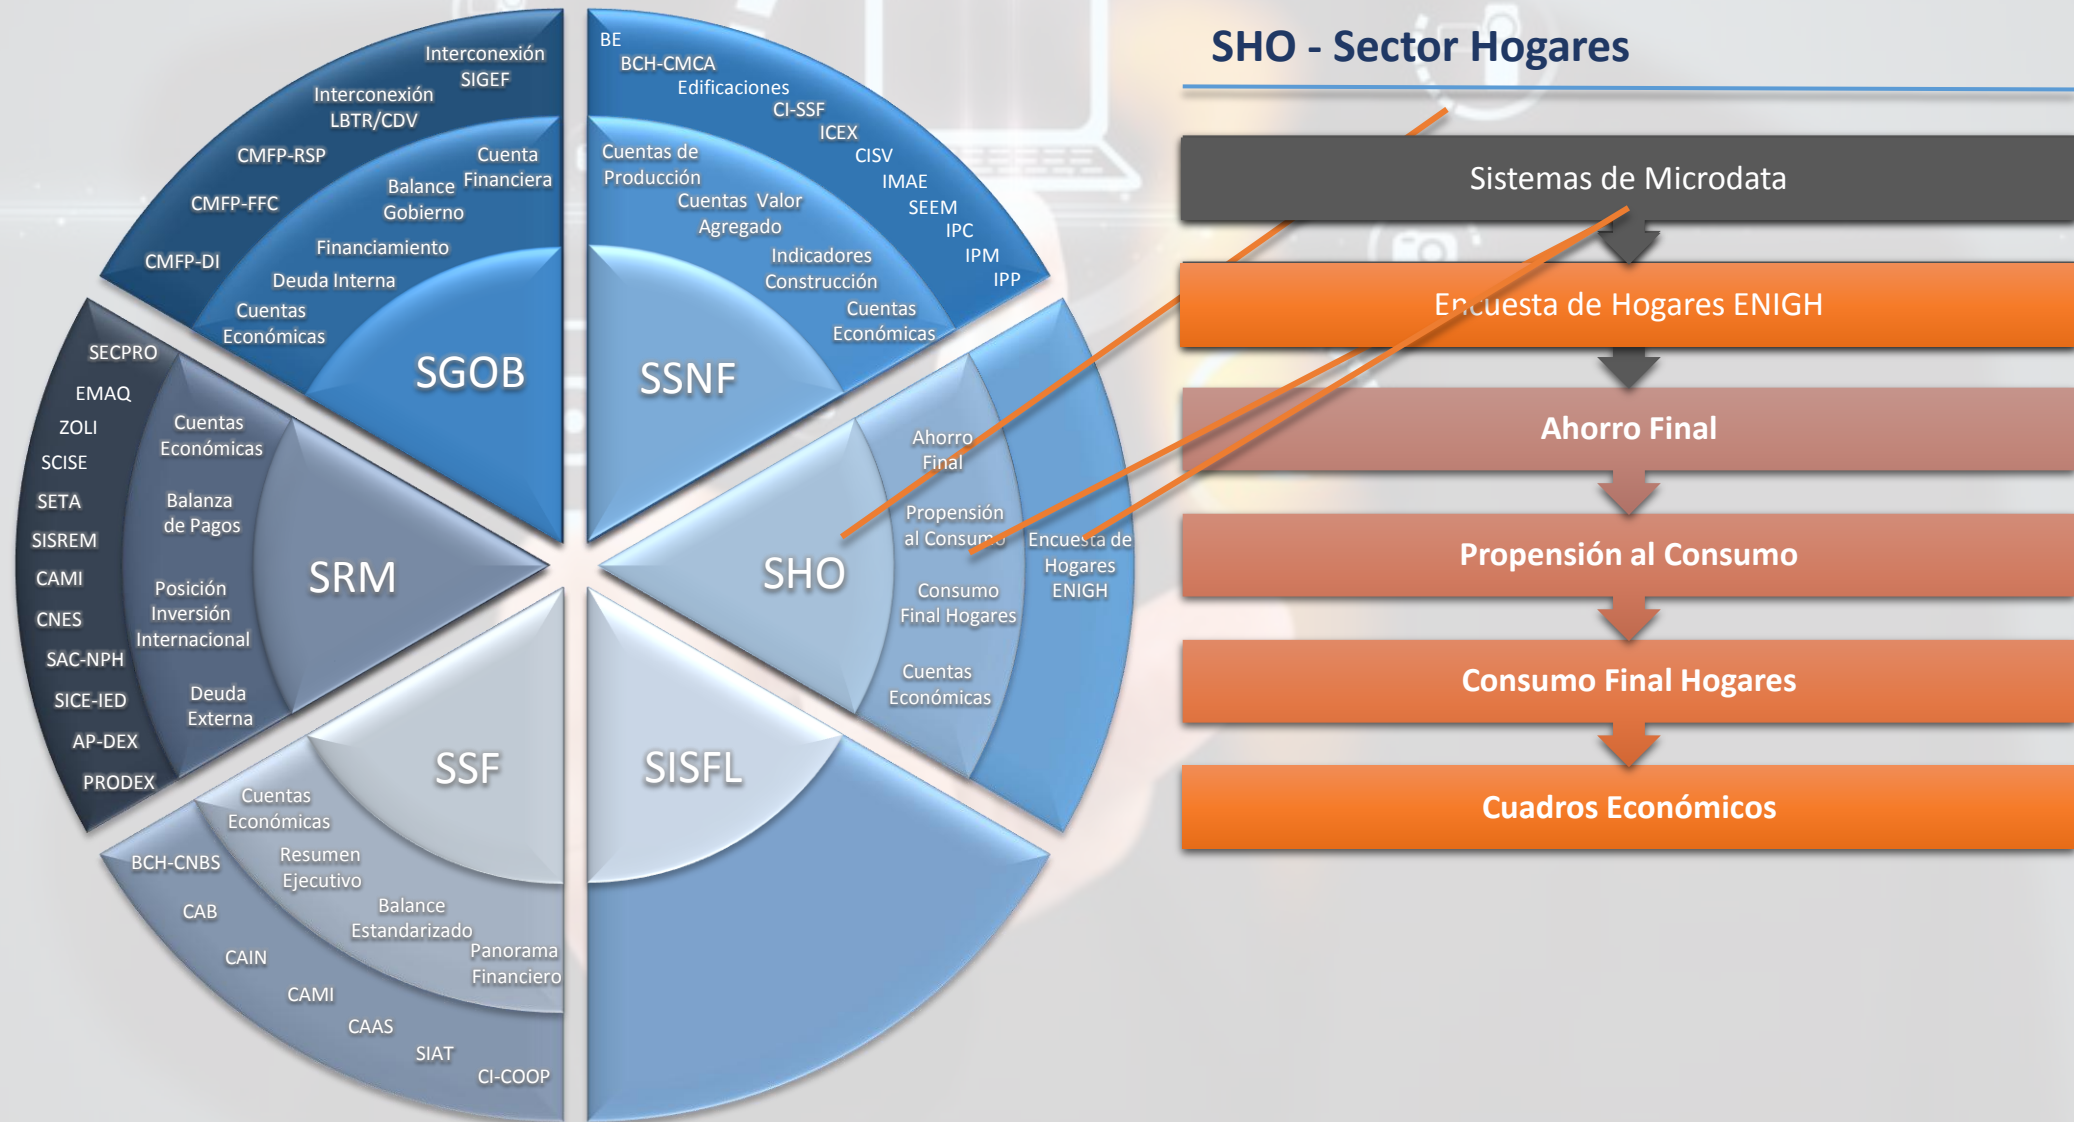 SHO - Sector Hogares
Interconexión
SIGEF
Interconexión
LBTR/CDV
CMFP-RSP
CMFP-FFC
CMFP-DI
Cuenta
Financiera
Balance
Gobierno
Financiamiento
Deuda Interna
Cuentas
Económicas
SGOB
BE
BCH-CMCA
Edificaciones
CI-SSF
ICEX
CISV
IMAE
SEEM
IPC
IPM
IPP
Cuentas de
Producción
Cuentas Valor
Agregado
Indicadores
Construcción
Cuentas
Económicas
SSNF
SECPRO
EMAQ
ZOLI
SCISE
SETA
SISREM
CAMI
CNES
SAC-NPH
SICE-IED
AP-DEX
PRODEX
Cuentas
Económicas
Balanza
de Pagos
Posición
Inversión
Internacional
Deuda
Externa
SRM
SHO
Ahorro
Final
Propensión
al Consumo
Consumo
Final Hogares
Cuentas
Económicas
Encuesta de
Hogares
ENIGH
SSF
Cuentas
Económicas
Resumen
Ejecutivo
Balance
Estandarizado
Panorama
Financiero
BCH-CNBS
CAB
CAIN
CAMI
CAAS
SIAT
CI-COOP
SISFL
Sistemas de Microdata
Encuesta de Hogares ENIGH
Ahorro Final
Propensión al Consumo
Consumo Final Hogares
Cuadros Económicos